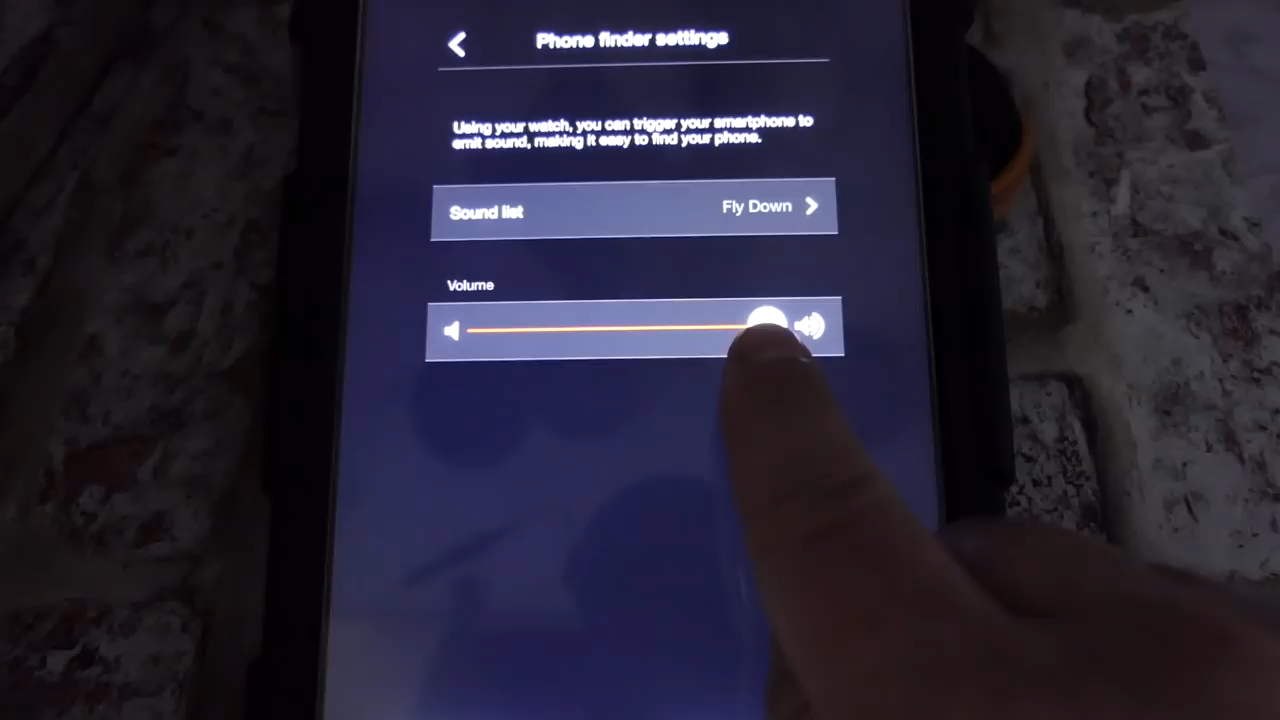 Phone finder settings
Using your watch, you can trigger your smartphone to
emit sound, making it easy to find your phone.
Sound list
Fly Down
Volume